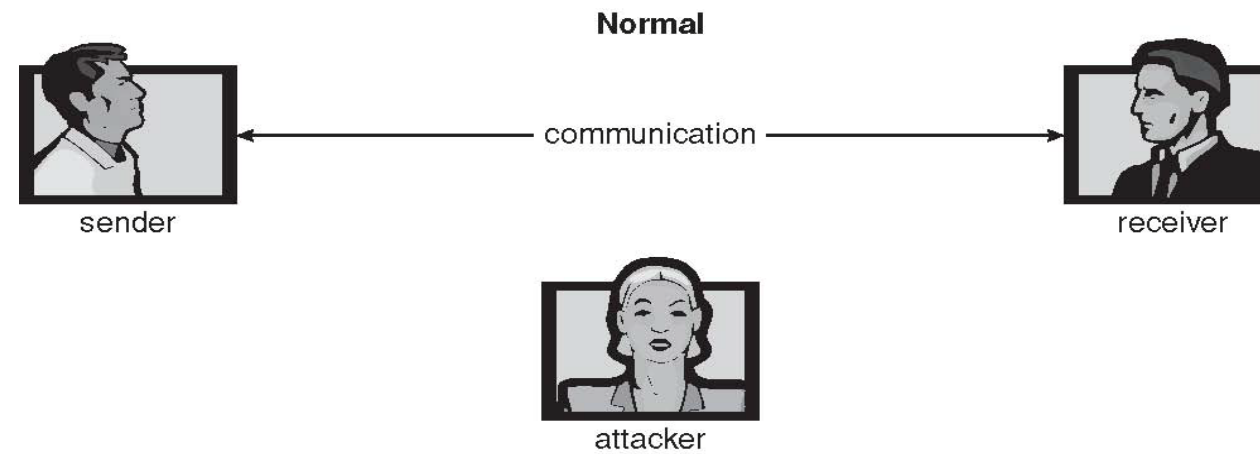 Normal
communication
sender
receiver
attacker